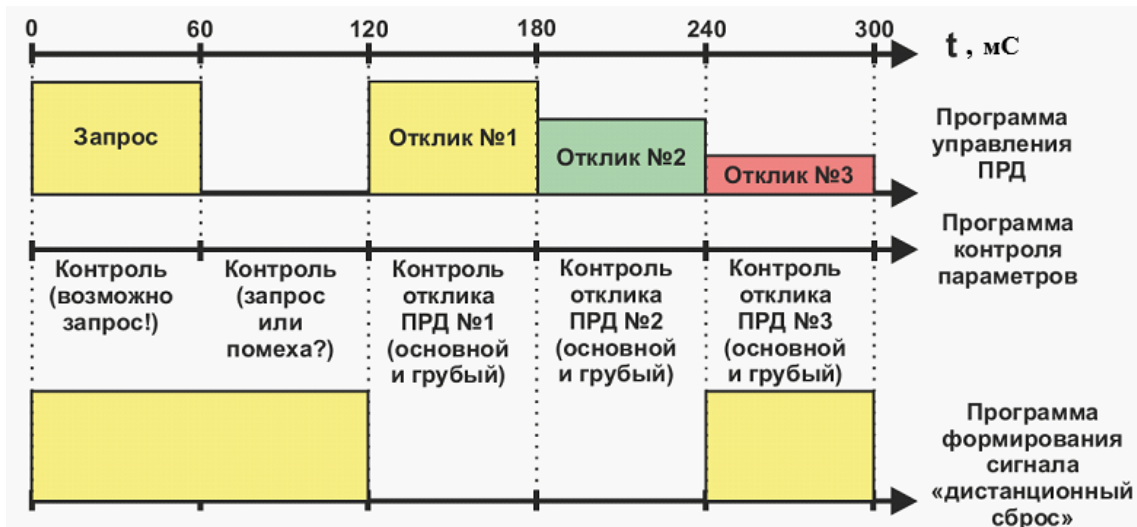 0 60 120 180 240 300
t , мС
Запрос
Отклик №1
Отклик №2
Отклик №3
Программа
управления
ПРД
Программа
контроля
параметров
Контроль
(возможно
запрос!)
Контроль
(запрос
или
помеха?)
Контроль
отклика
ПРД №1
(основной
и грубый)
Контроль
отклика
ПРД №2
(основной
и грубый)
Контроль
отклика
ПРД №3
(основной
и грубый)
Программа
формирования
сигнала
«дистанционный
сброс»